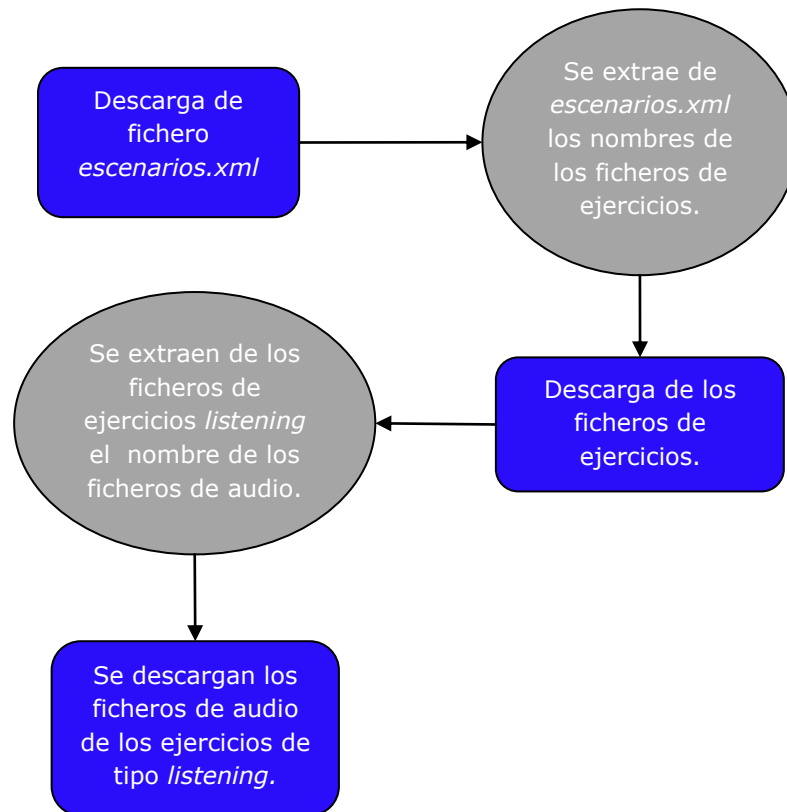 Descarga de
fichero
escenarios.xml
Se extrae de
escenarios.xml
los nombres de
los ficheros de
ejercicios.
Descarga de los
ficheros de
ejercicios.
Se extraen de los
ficheros de
ejercicios listening
el  nombre de los
ficheros de audio.
Se descargan los
ficheros de audio
de los ejercicios de
tipo listening.